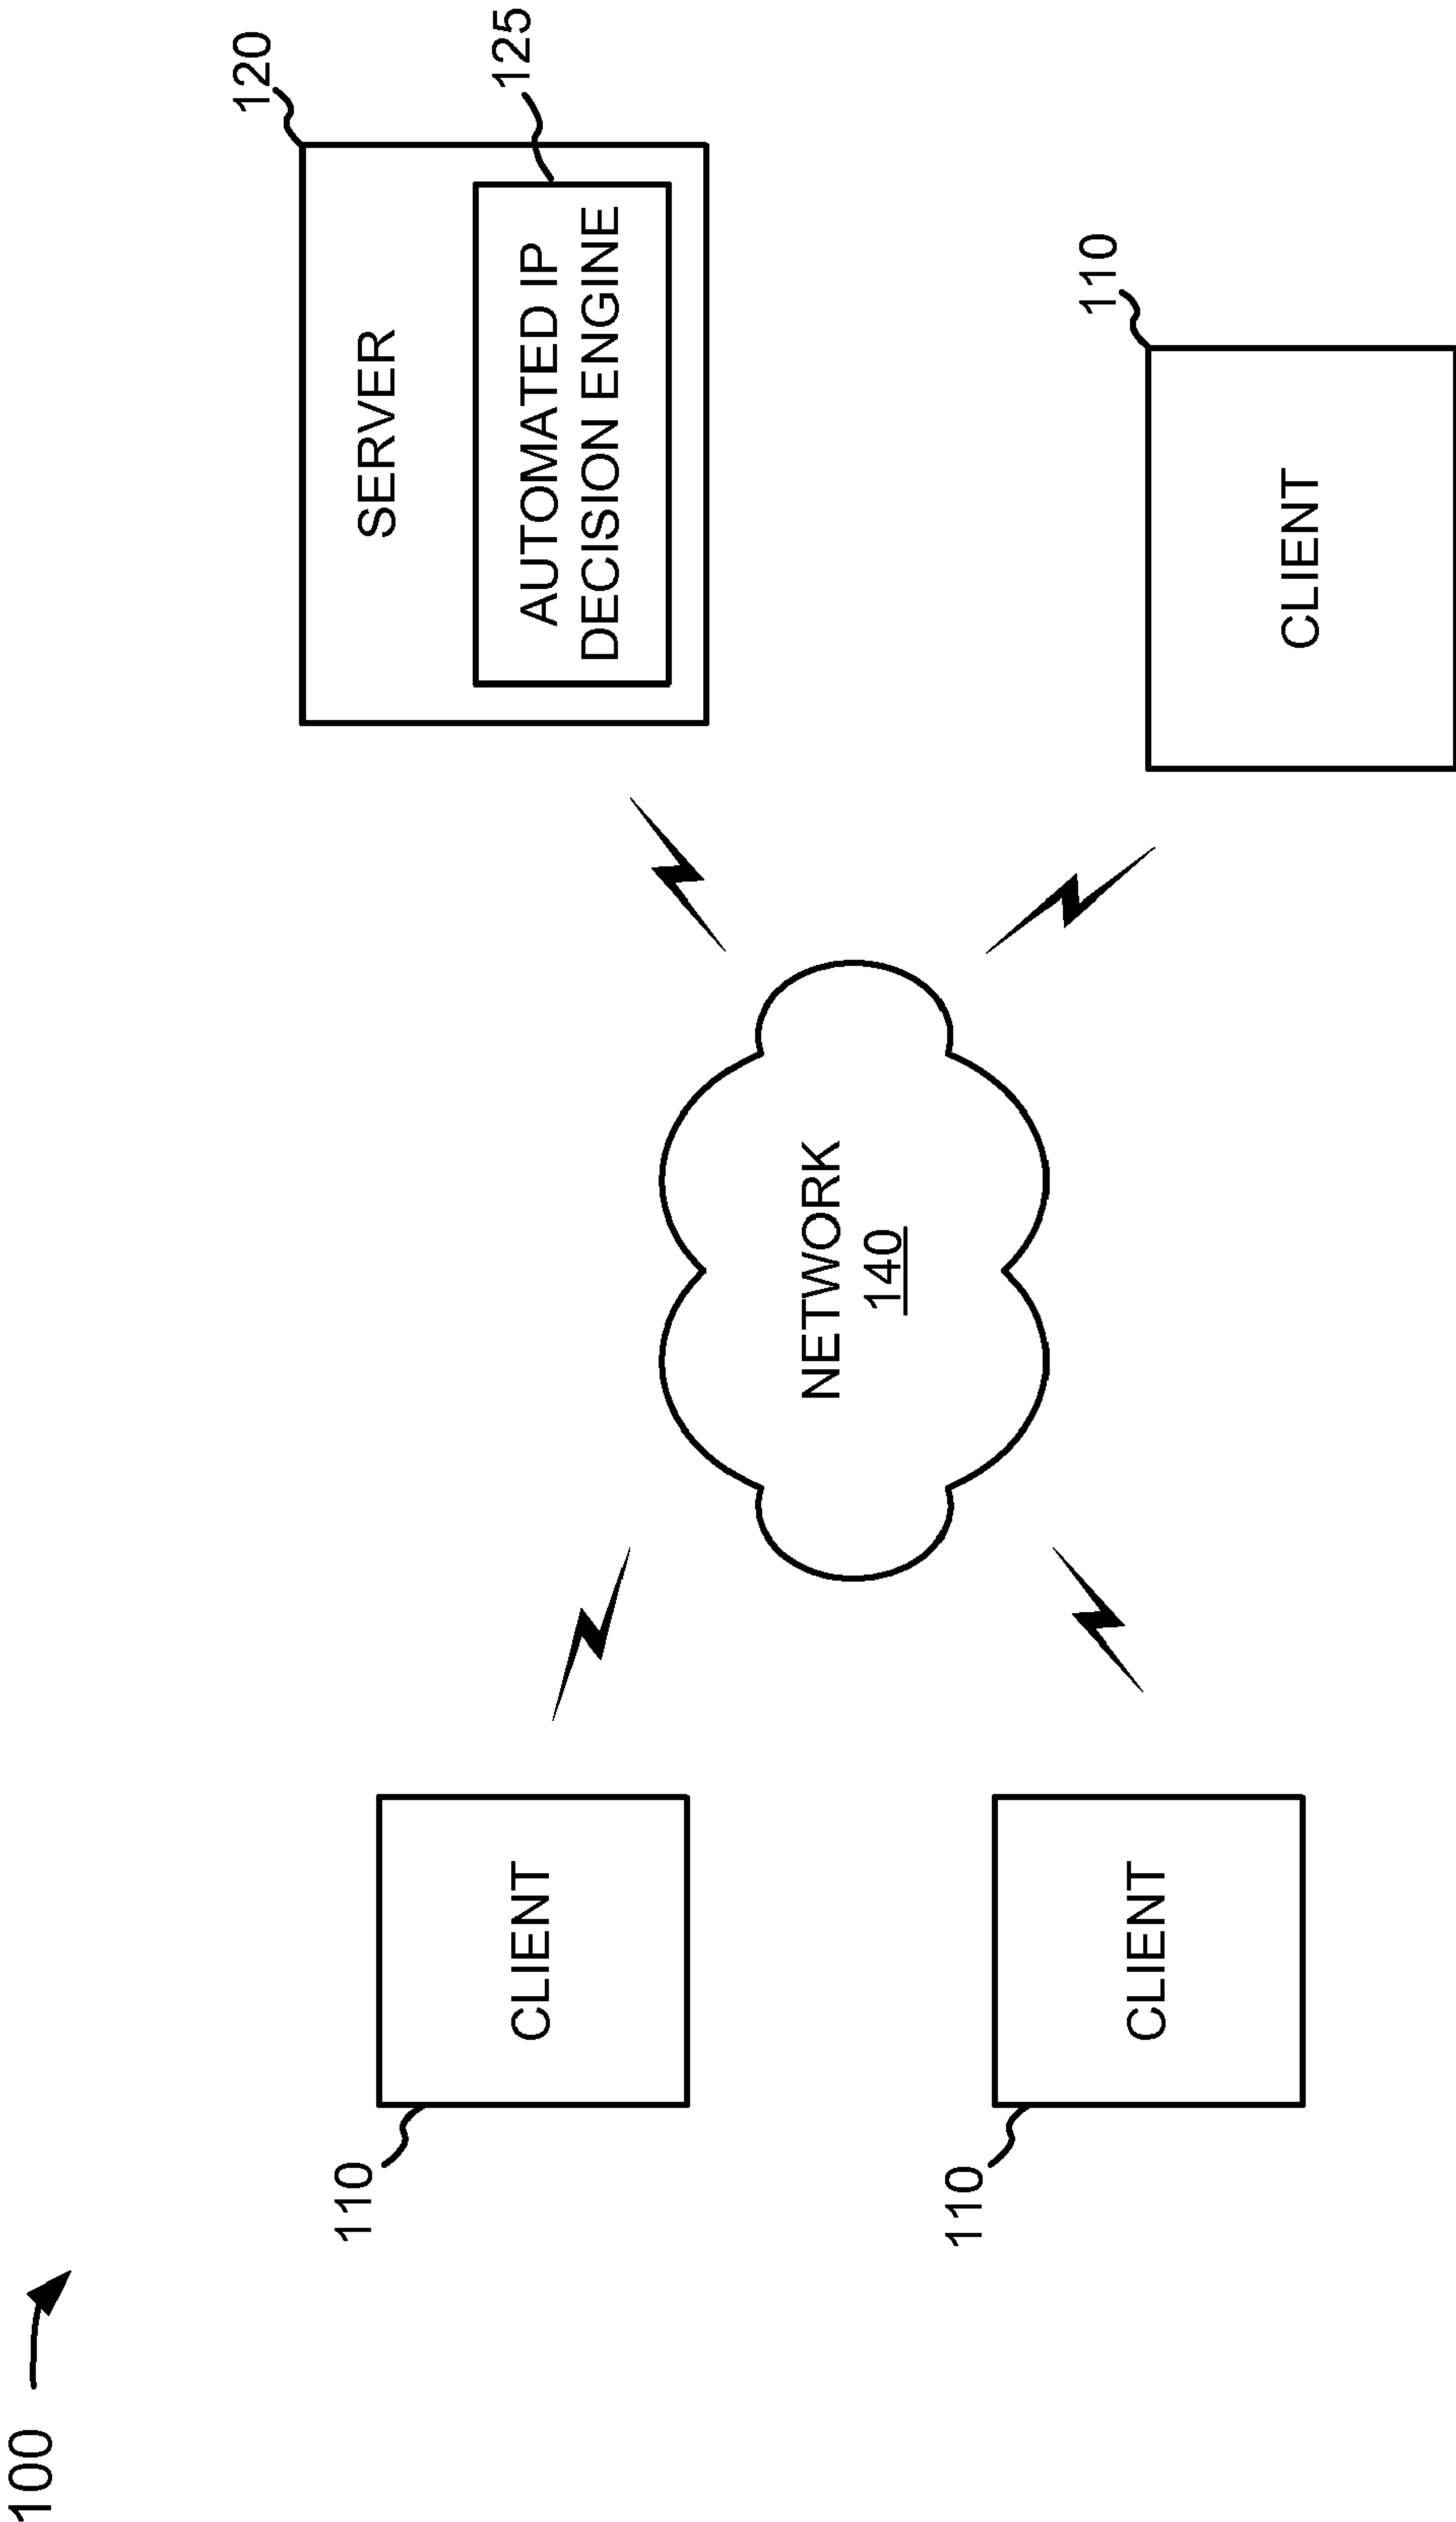 100
110
CLIENT
110
CLIENT
NETWORK
140
120
SERVER
125
AUTOMATED IP
DECISION ENGINE
110
CLIENT